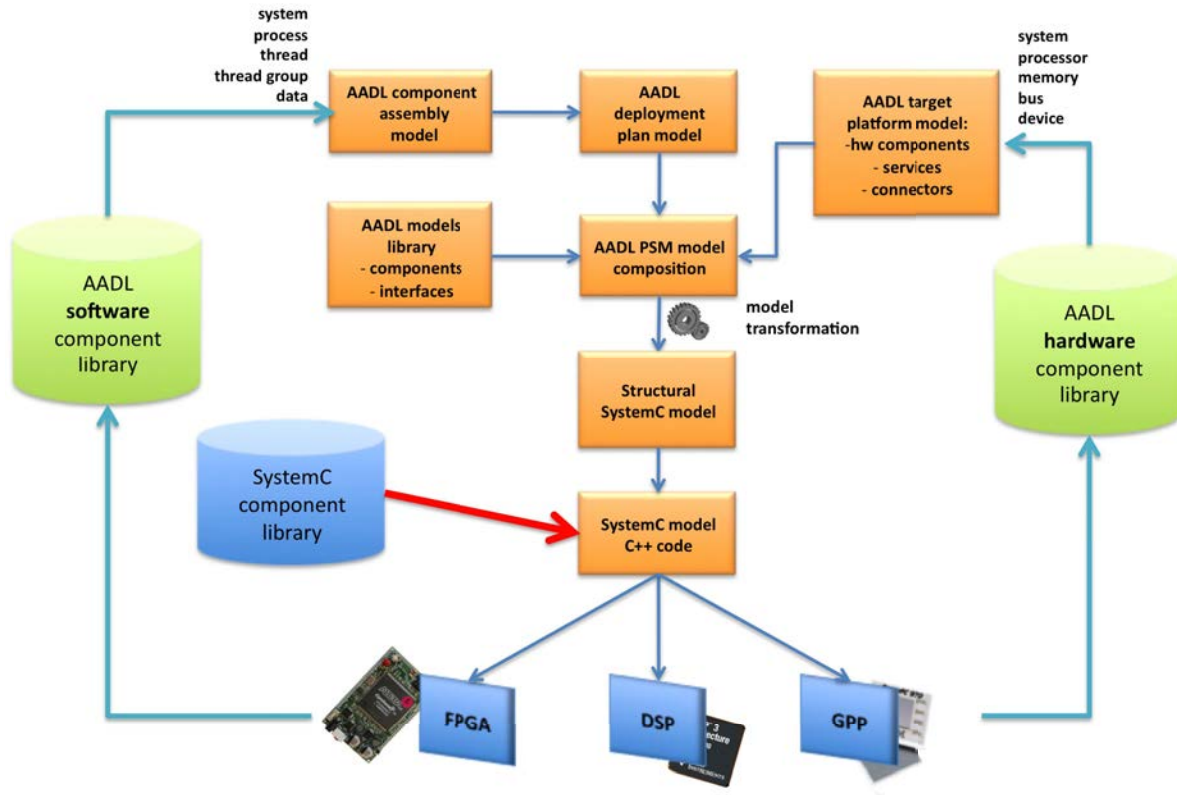 system
process
thread
thread group
data
AADL component
assembly
model
AADL
deployment
plan model
AADL target
platform model:
-hw components
- services
- connectors
system
processor
memory
bus
device
AADL models
library
- components
- interfaces
AADL PSM model
composition
model
transformation
AADL
software
component
library
AADL
hardware
component
library
Structural
SystemC model
SystemC
component
library
SystemC model
C++ code
FPGA
DSP
GPP